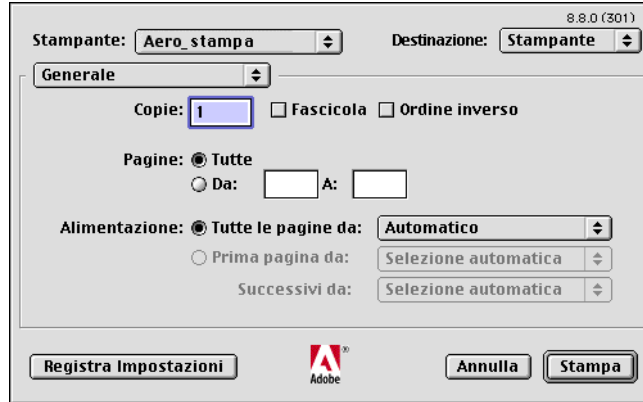 8.8.0 (301)
Stampante: Aero_stampa Destinazione: Stampante
Generale
Copie: 1 Fascicola Ordine inverso
Pagine: Tutte
Da: A:
Alimentazione: Tutte le pagine da: Automatico
Prima pagina da: Selezione automatica
Successivi da: Selezione automatica
Registra Impostazioni Adobe® Annulla Stampa